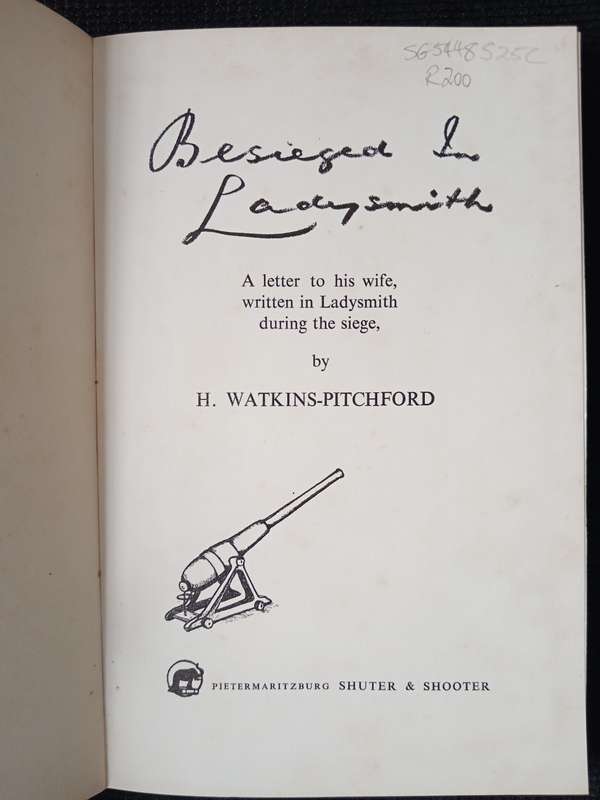 SG5448S25C
R200
Besieged In
Ladysmith
A letter to his wife,
written in Ladysmith
during the siege,
by
H. WATKINS-PITCHFORD
PIETERMARITZBURG SHUTER & SHOOTER